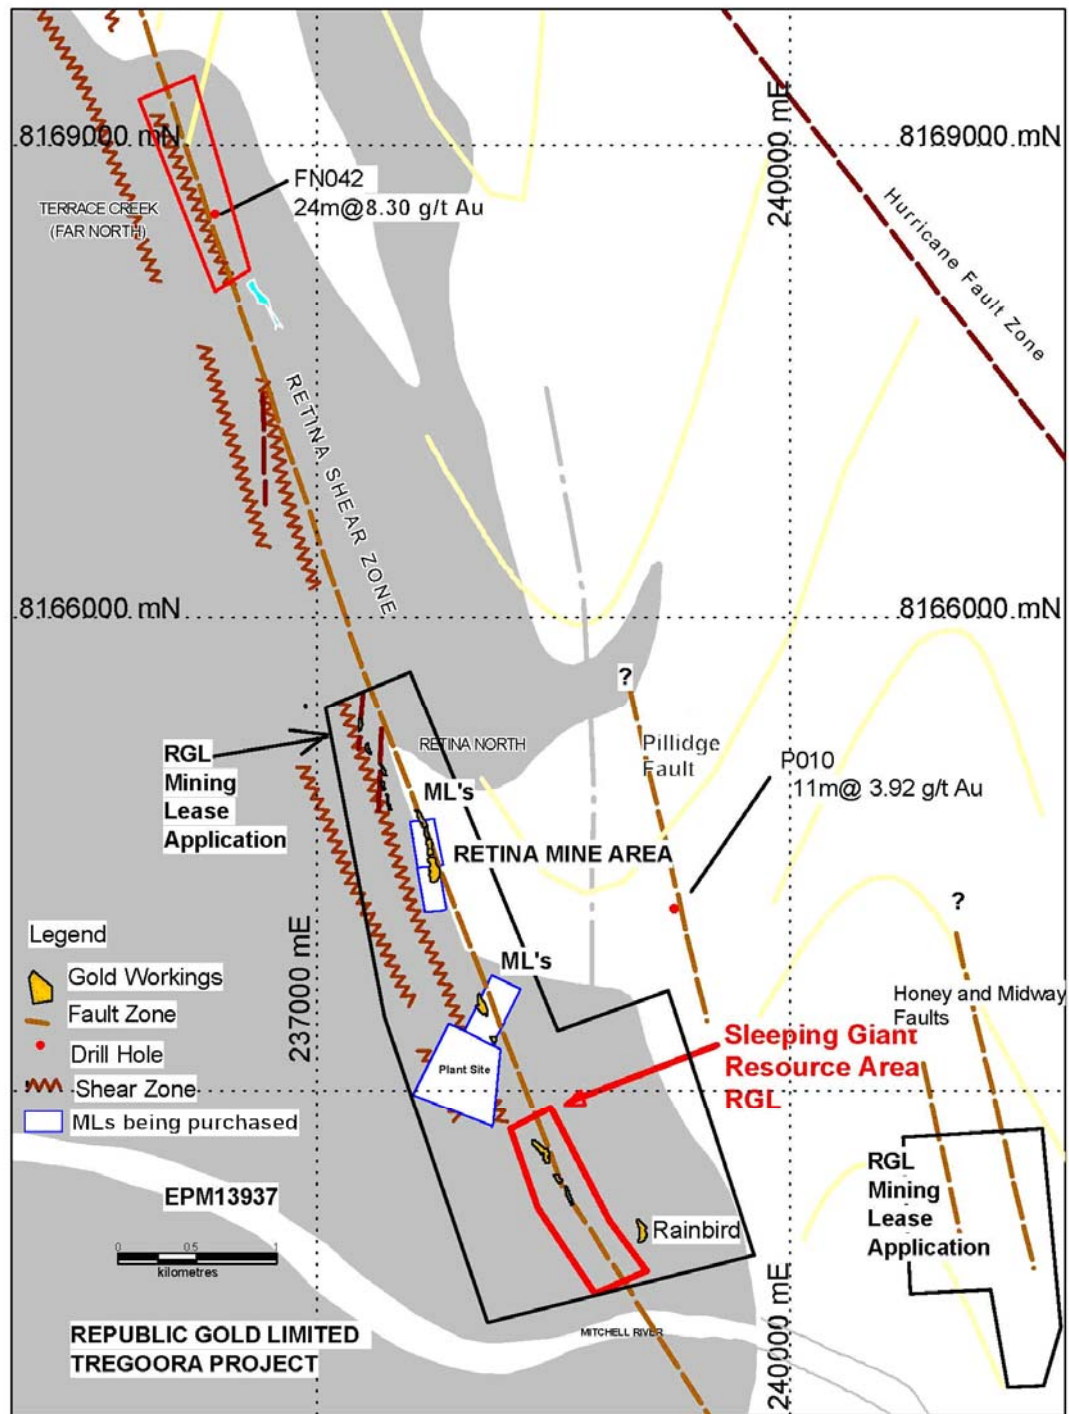 8169000 mN
8169000 mN
240000 mE
FN042
24m@8.30 g/t Au
TERRACE CREEK
(FAR NORTH)
Hurricane Fault Zone
RETINA SHEAR ZONE
8166000 mN
8166000 mN
?
RETINA NORTH
Pillidge
Fault
P010
11m@ 3.92 g/t Au
RGL
Mining
Lease
Application
ML's
RETINA MINE AREA
?
237000 mE
ML's
Honey and Midway
Faults
Legend
Gold Workings
Fault Zone
Drill Hole
Shear Zone
MLs being purchased
Plant Site
Sleeping Giant
Resource Area
RGL
RGL
Mining
Lease
Application
EPM13937
Rainbird
0 0.5 1
kilometres
240000 mE
MITCHELL RIVER
REPUBLIC GOLD LIMITED
TREGOORA PROJECT